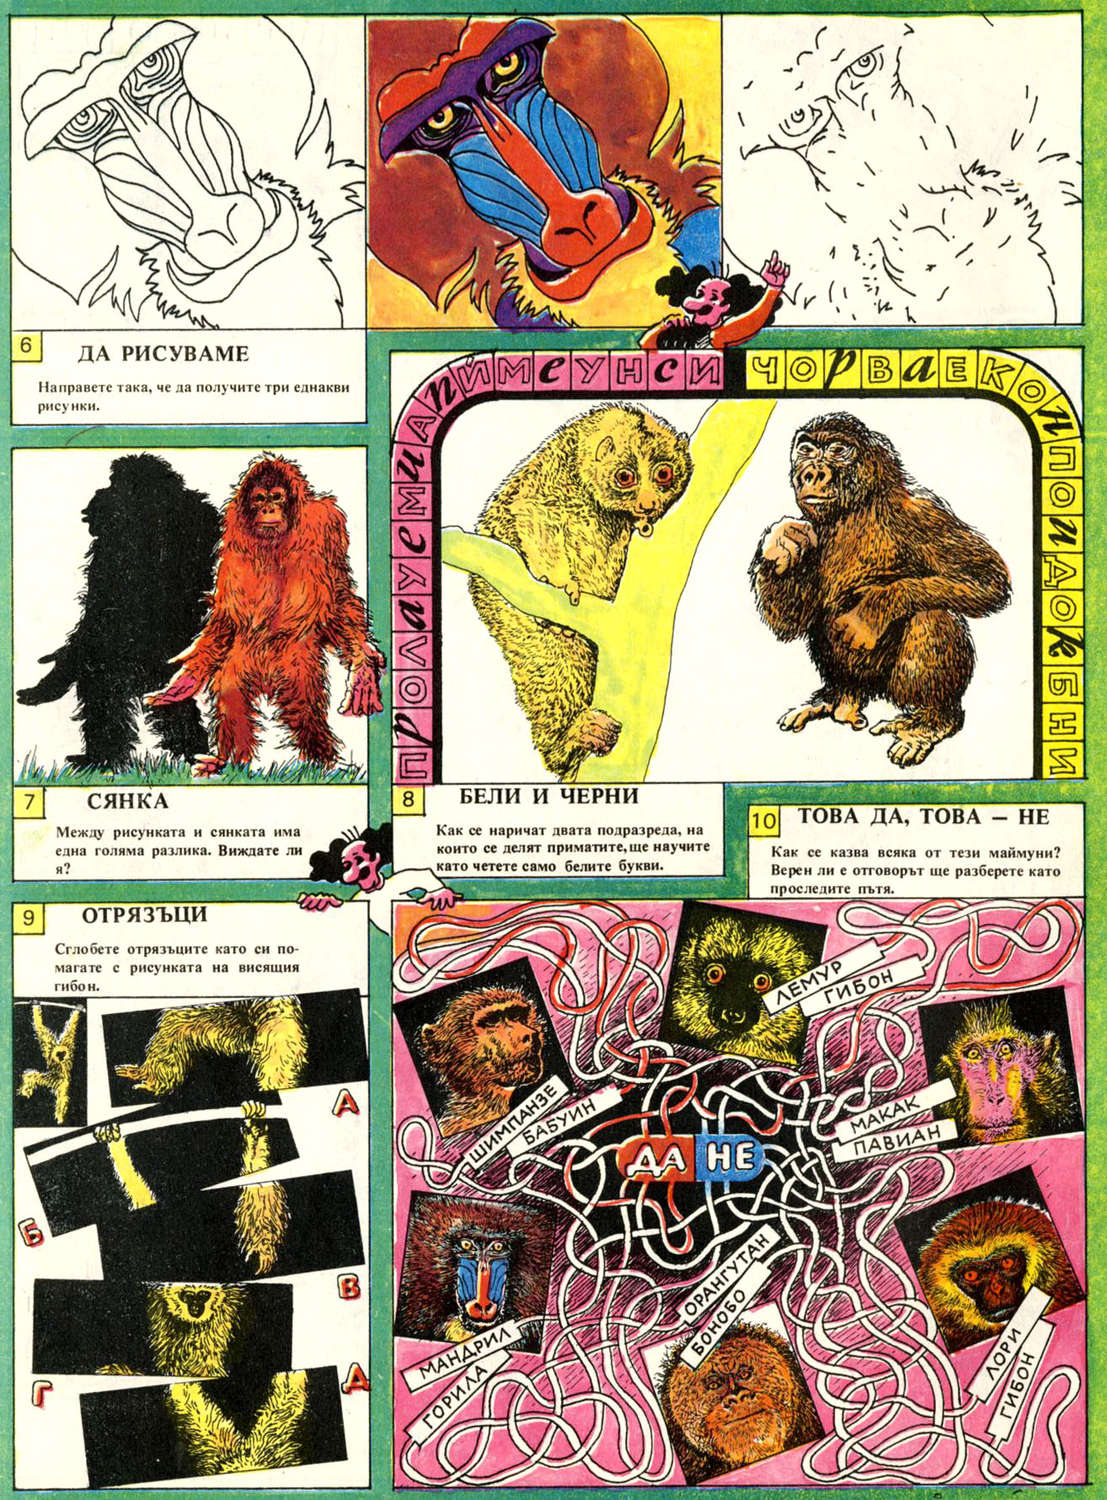 6
ДА РИСУВАМЕ
Направете така, че да получите три еднакви
рисунки.
ПрОЛаУеМиАпЙМеУНсИ ЧОрВаЕКОнПОиДОкБНИ
7
СЯНКА
Между рисунката и сянката има
една голяма разлика. Виждате ли
я?
8
БЕЛИ И ЧЕРНИ
Как се наричат двата подразреда, на
които се делят приматите, ще научите
като четете само белите букви.
10
ТОВА ДА, ТОВА – НЕ
Как се казва всяка от тези маймуни?
Верен ли е отговорът ще разберете като
проследите пътя.
9
ОТРЯЗЪЦИ
Сглобете отрязъците като си по-
магате с рисунката на висящия
гибон.
А
Б
В
Г
Д
ЛЕМУР
ГИБОН
ШИМПАНЗЕ
БАБУИН
МАКАК
ПАВИАН
ДА НЕ
ОРАНГУТАН
БОНОБО
МАНДРИЛ
ГОРИЛА
ЛОРИ
ГИБОН